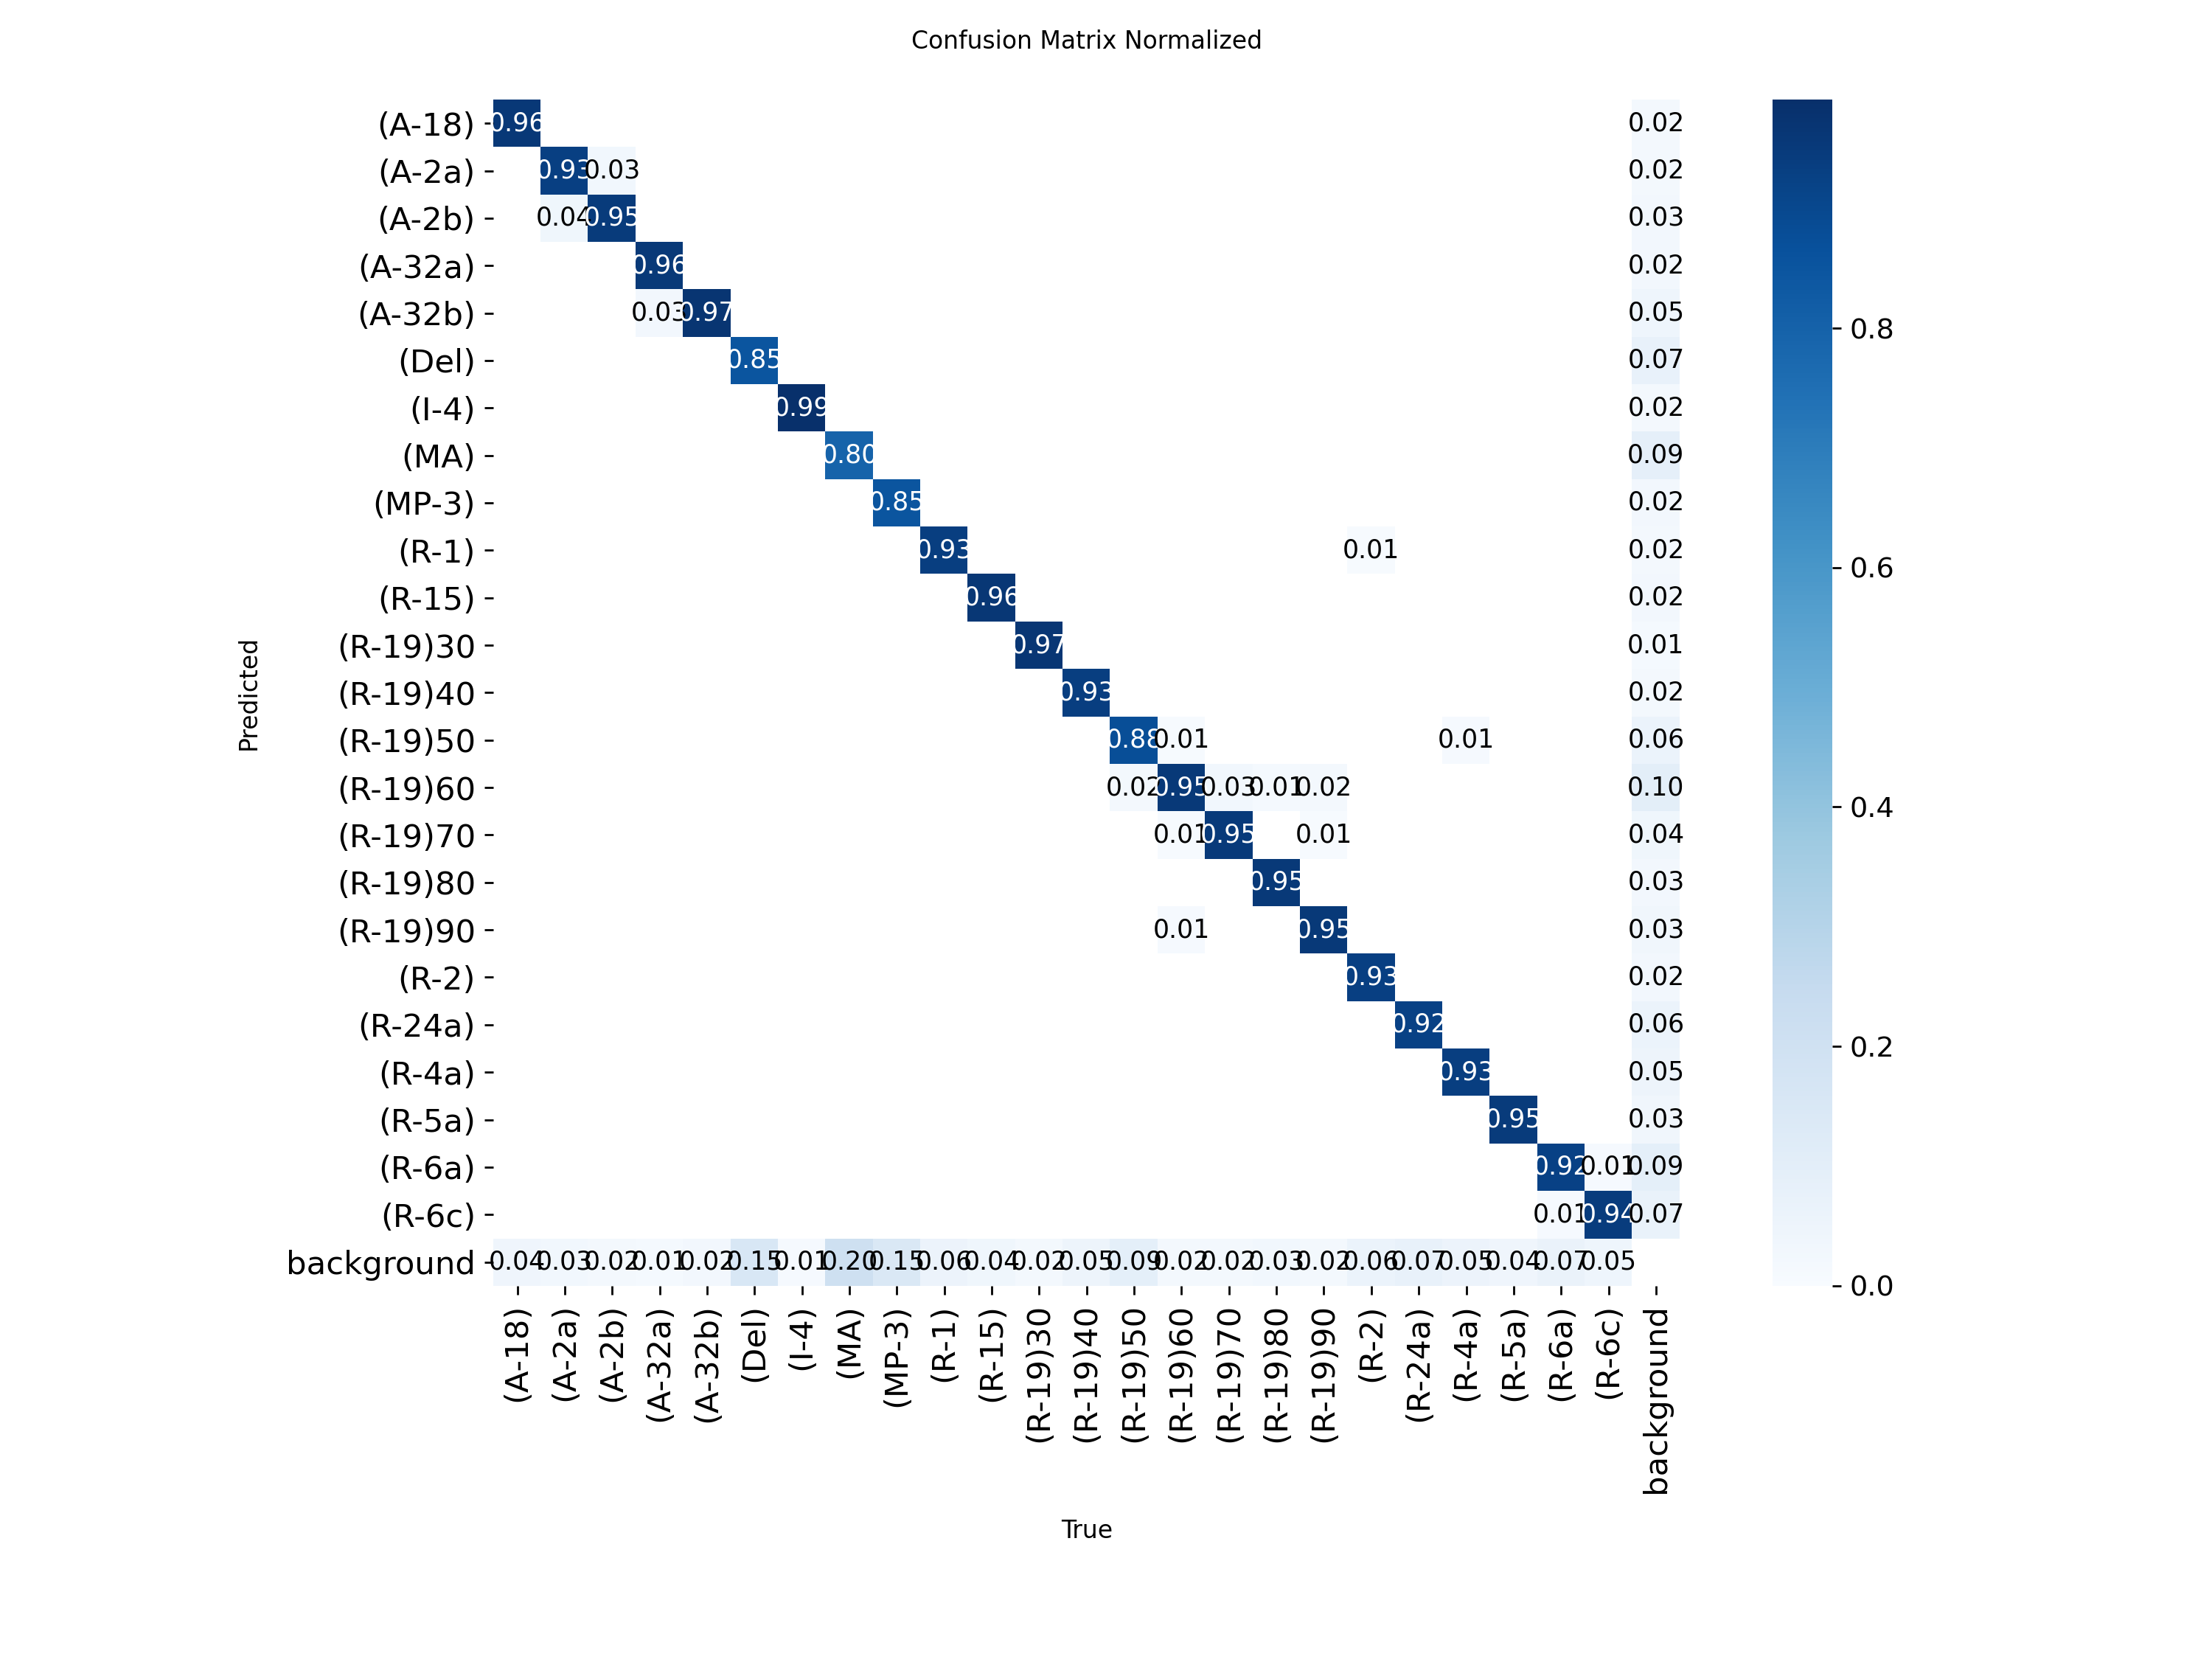 Confusion Matrix Normalized
(A-18) 0.96 0.02
(A-2a) 0.93 0.03 0.02
(A-2b) 0.04 0.95 0.03
(A-32a) 0.96 0.02
(A-32b) 0.03 0.97 0.05
(Del) 0.85 0.07
(I-4) 0.99 0.02
(MA) 0.80 0.09
(MP-3) 0.85 0.02
(R-1) 0.93 0.01 0.02
(R-15) 0.96 0.02
(R-19)30 0.97 0.01
(R-19)40 0.93 0.02
(R-19)50 0.88 0.01 0.01 0.06
(R-19)60 0.02 0.95 0.03 0.01 0.02 0.10
(R-19)70 0.01 0.95 0.01 0.04
(R-19)80 0.95 0.03
(R-19)90 0.01 0.95 0.03
(R-2) 0.93 0.02
(R-24a) 0.92 0.06
(R-4a) 0.93 0.05
(R-5a) 0.95 0.03
(R-6a) 0.92 0.01 0.09
(R-6c) 0.01 0.94 0.07
background 0.04 0.03 0.02 0.01 0.02 0.15 0.01 0.20 0.15 0.06 0.04 0.02 0.05 0.09 0.02 0.02 0.03 0.02 0.06 0.07 0.05 0.04 0.07 0.05
(A-18) (A-2a) (A-2b) (A-32a) (A-32b) (Del) (I-4) (MA) (MP-3) (R-1) (R-15) (R-19)30 (R-19)40 (R-19)50 (R-19)60 (R-19)70 (R-19)80 (R-19)90 (R-2) (R-24a) (R-4a) (R-5a) (R-6a) (R-6c) background
True
Predicted
0.8
0.6
0.4
0.2
0.0